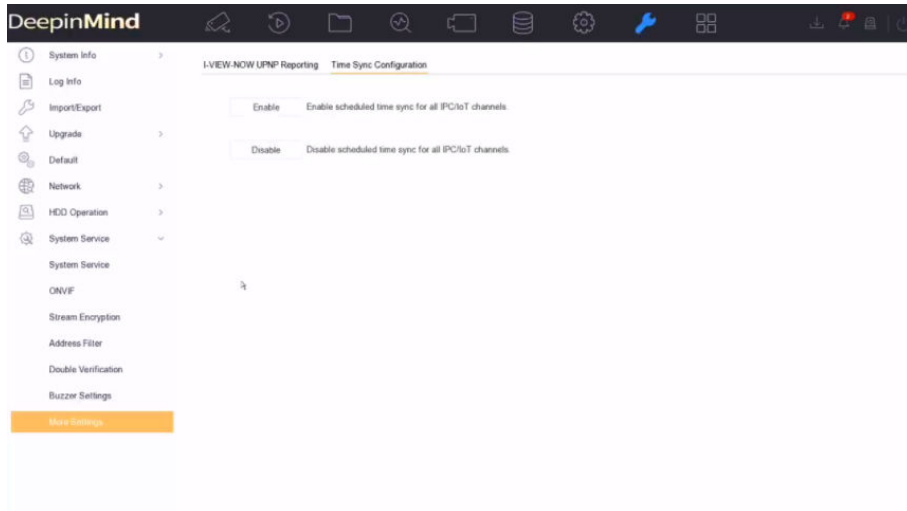 DeepinMind
System Info
I-VIEW-NOW UPNP Reporting Time Sync Configuration
Log Info
Import/Export
Enable Enable scheduled time sync for all IPC/IoT channels.
Upgrade
Disable Disable scheduled time sync for all IPC/IoT channels.
Default
Network
HDD Operation
System Service
System Service
ONVIF
Stream Encryption
Address Filter
Double Verification
Buzzer Settings
More Settings